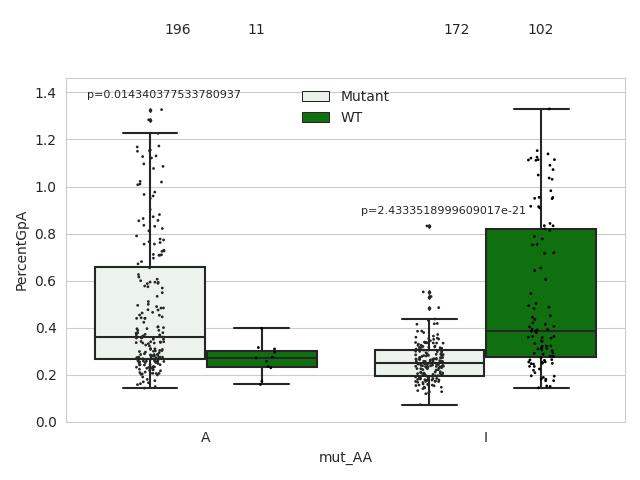 196 11 172 102
1.4
1.2
1.0
0.8
0.6
0.4
0.2
0.0
PercentGpA
p=0.014340377533780937
Mutant
WT
p=2.4333518999609017e-21
A I
mut_AA